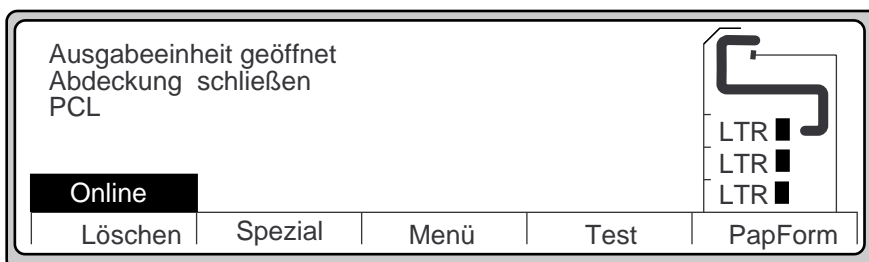 Ausgabeeinheit geöffnet
Abdeckung schließen
PCL
LTR
LTR
LTR
Online
Löschen Spezial Menü Test PapForm